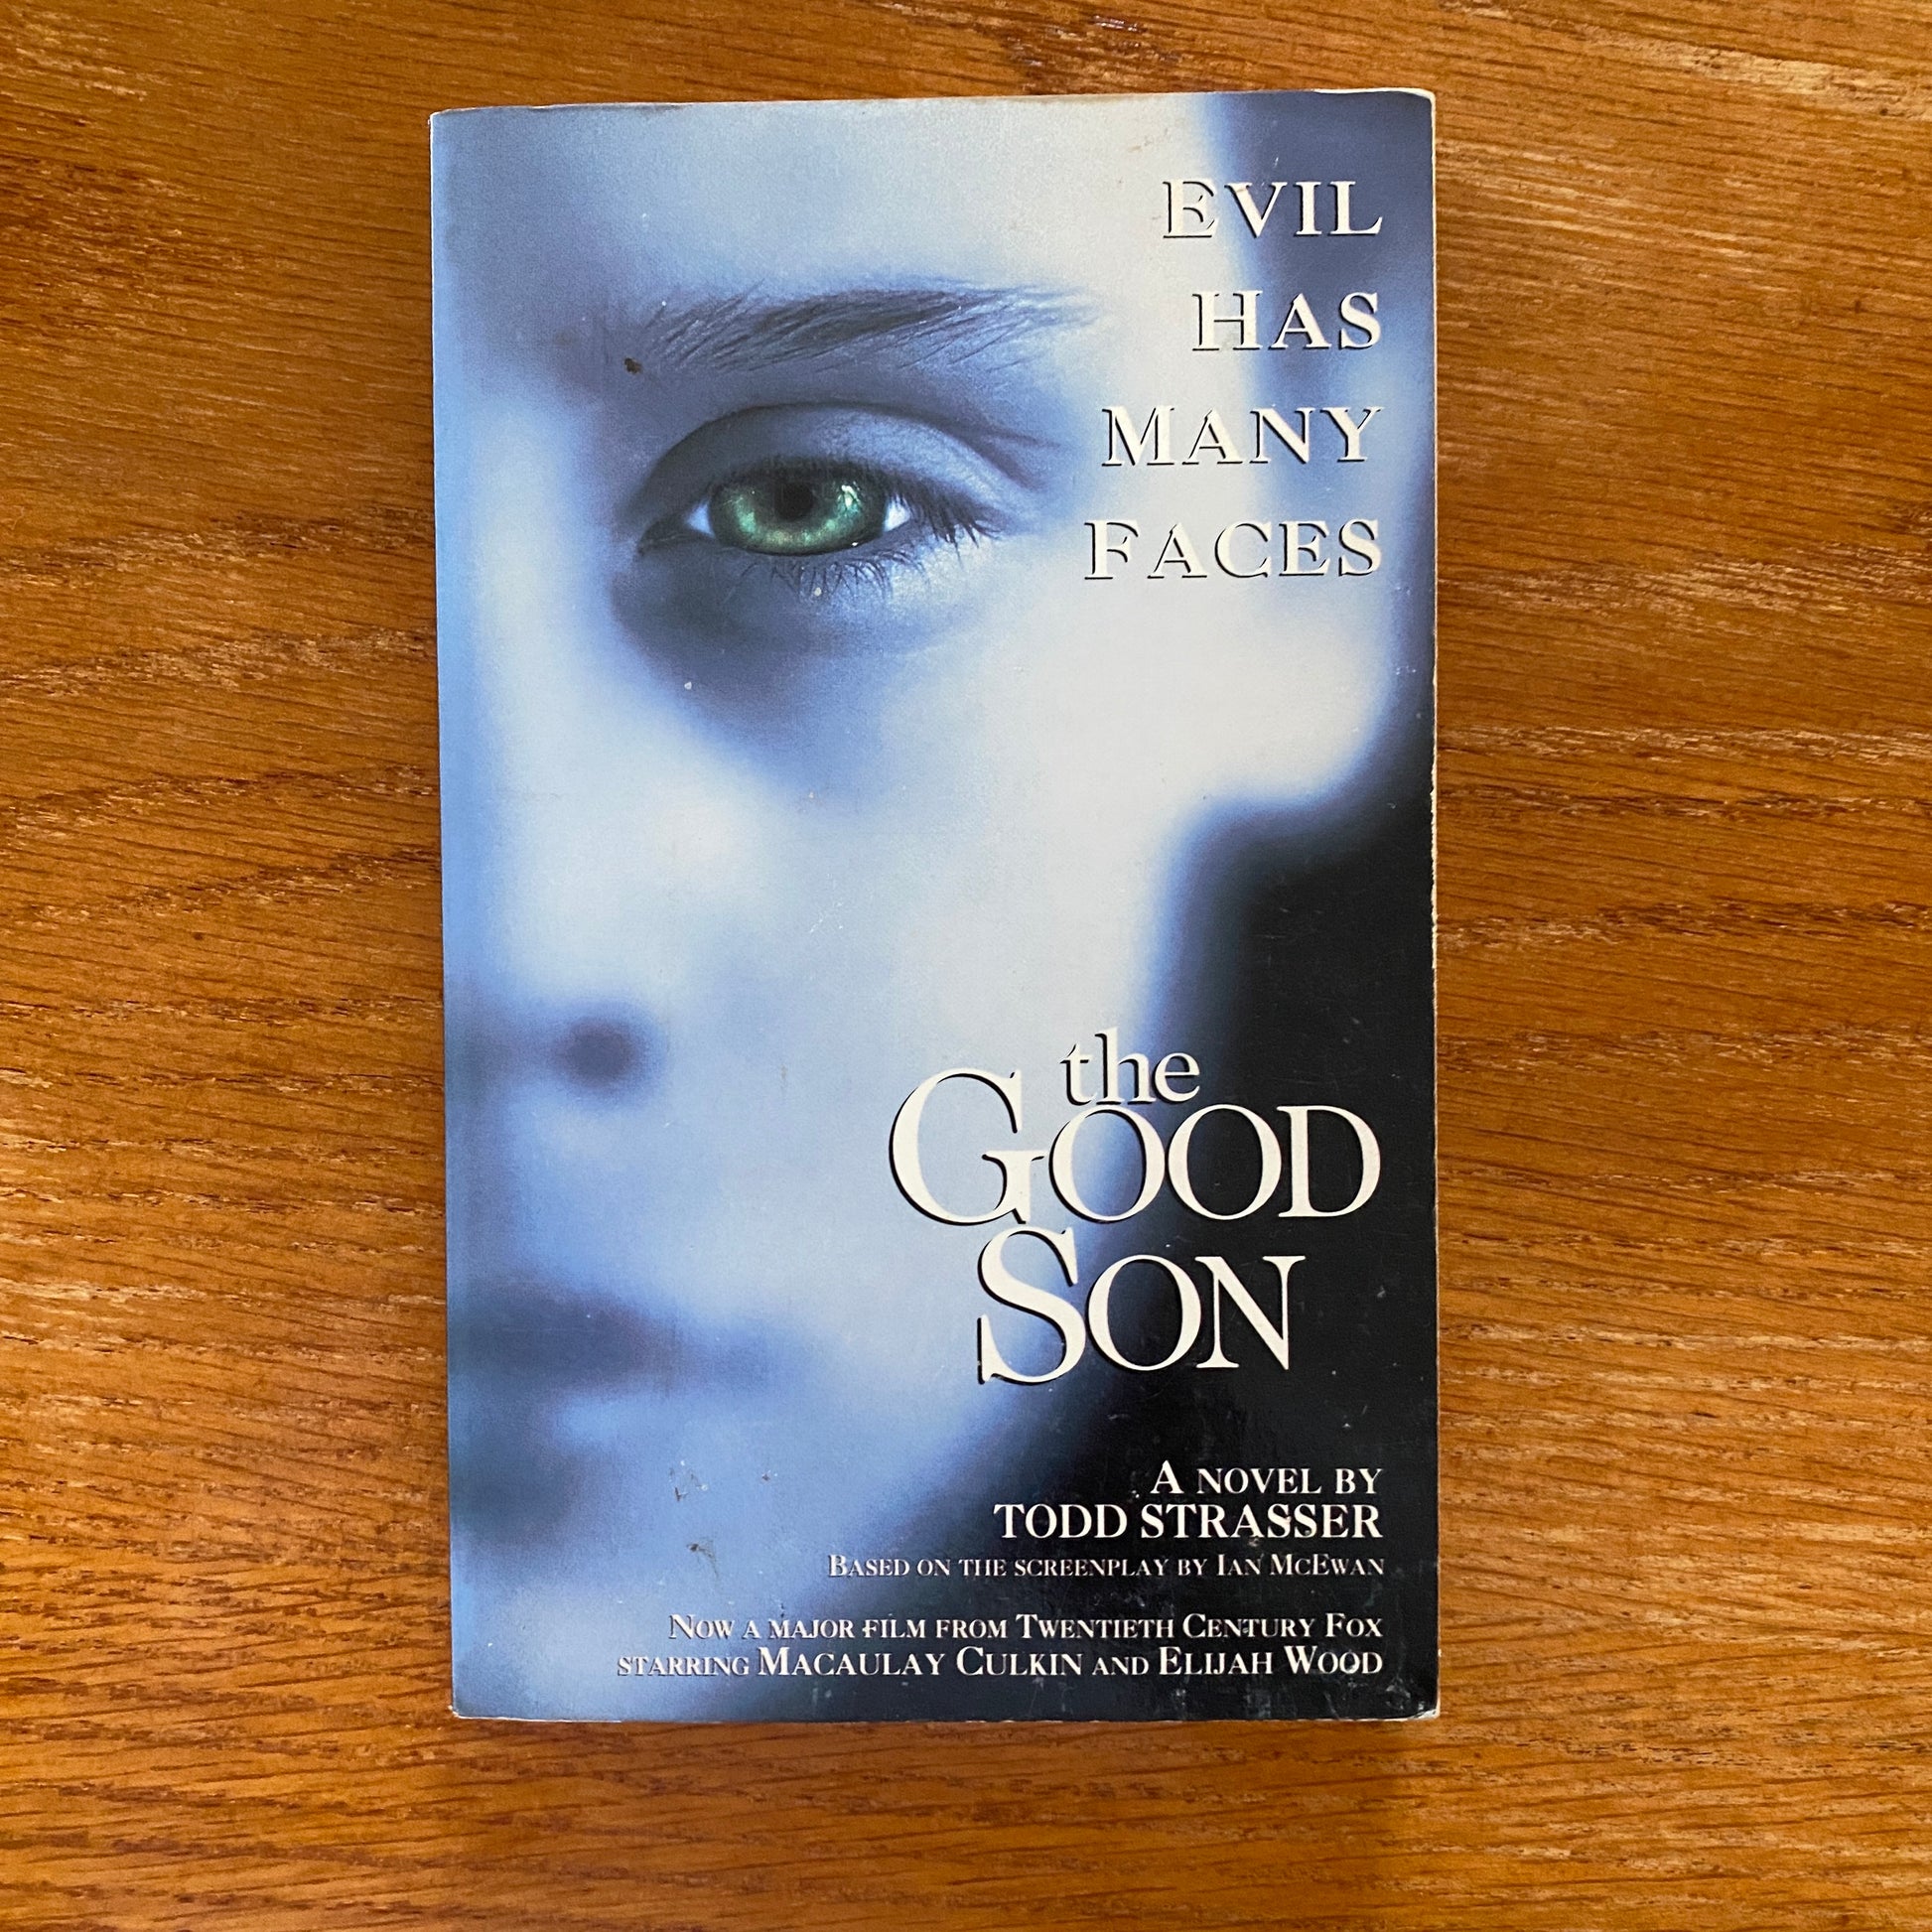 EVIL
HAS
MANY
FACES
the
GOOD
SON
A NOVEL BY
TODD STRASSER
BASED ON THE SCREENPLAY BY IAN MCEWAN
NOW A MAJOR FILM FROM TWENTIETH CENTURY FOX
STARRING MACAULAY CULKIN AND ELIJAH WOOD